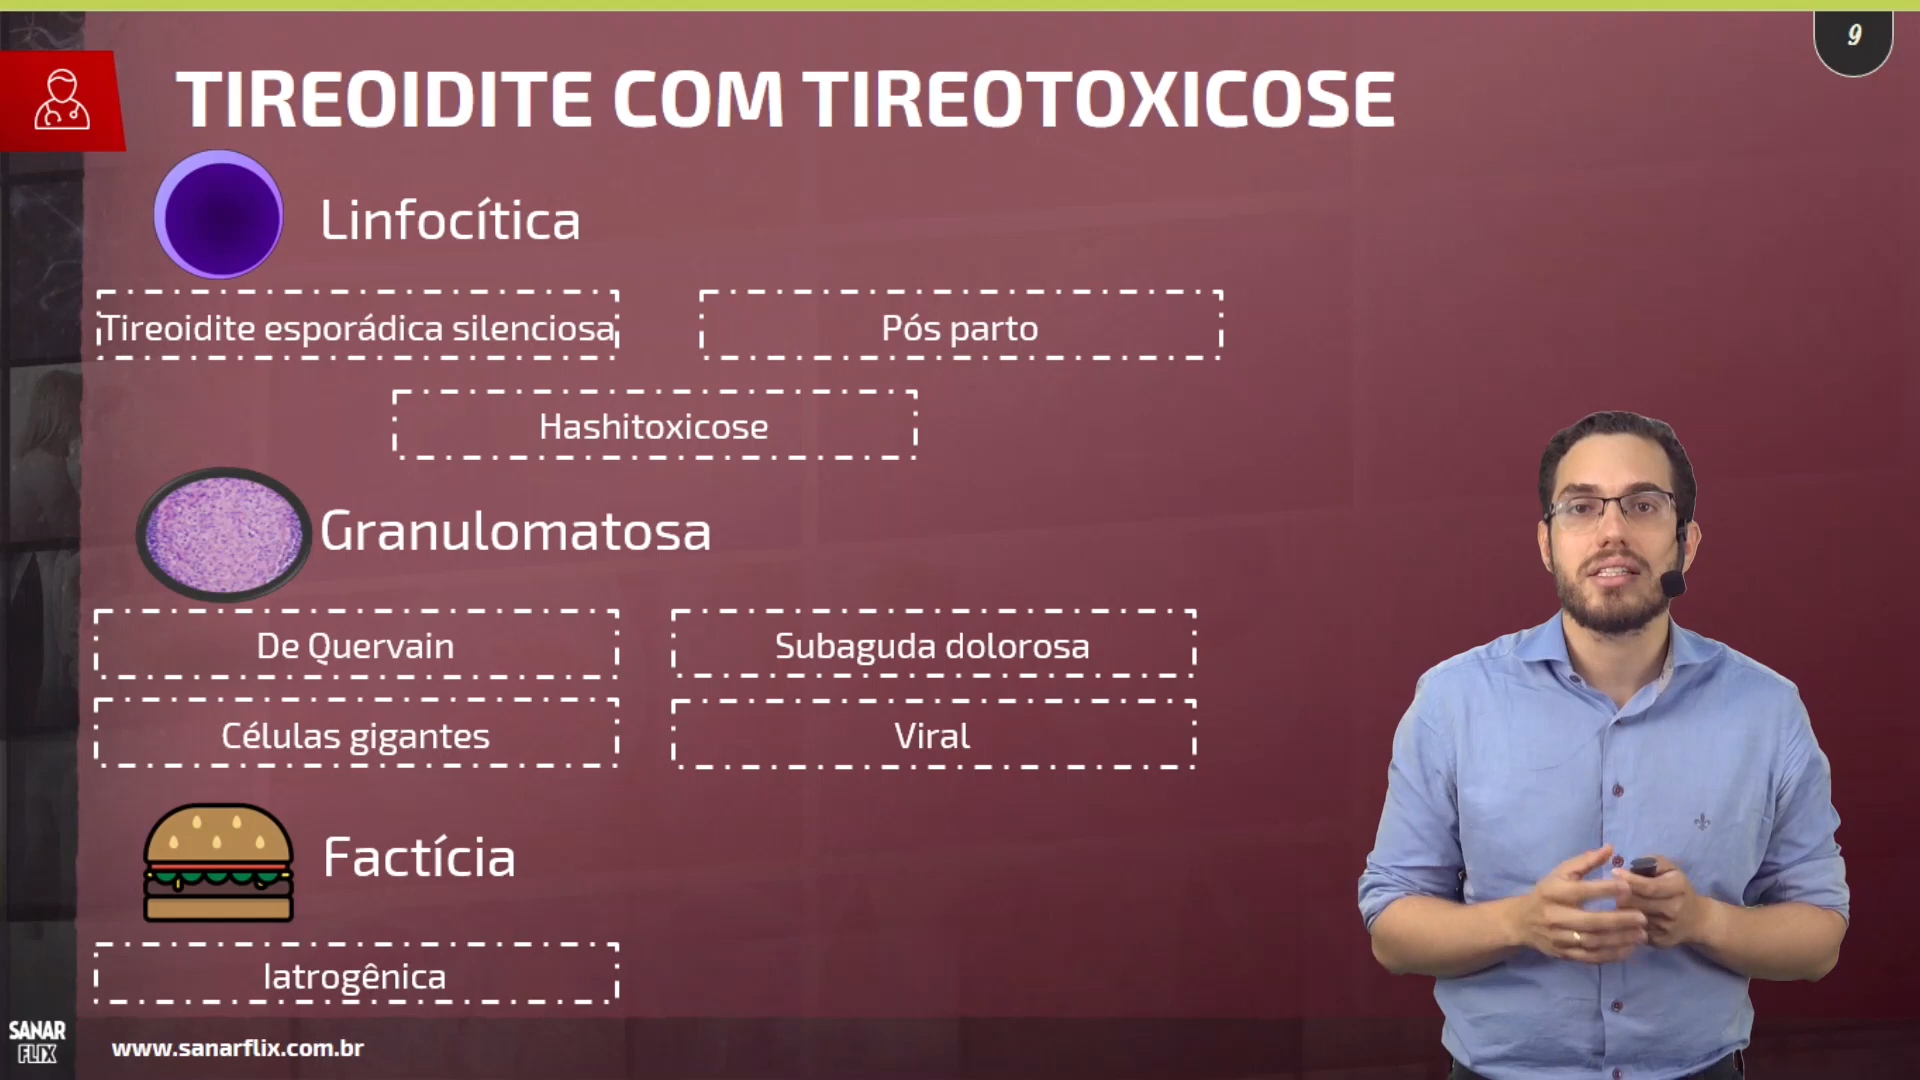 9
TIREOIDITE COM TIREOTOXICOSE
Linfocítica
Tireoidite esporádica silenciosa
Pós parto
Hashitoxicose
Granulomatosa
De Quervain
Subaguda dolorosa
Células gigantes
Viral
Factícia
Iatrogênica
SANAR
FLIX
www.sanarflix.com.br